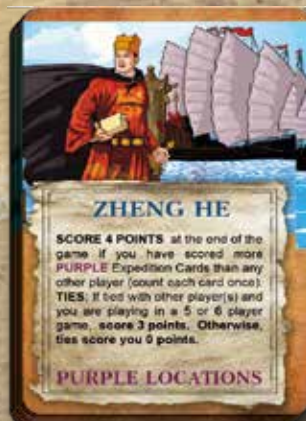 ZHENG HE
SCORE 4 POINTS at the end of the
game if you have scored more
PURPLE Expedition Cards than any
other player (count each card once).
TIES: If tied with other player(s) and
you are playing in a 5 or 6 player
game, score 3 points. Otherwise,
ties score you 0 points.
PURPLE LOCATIONS